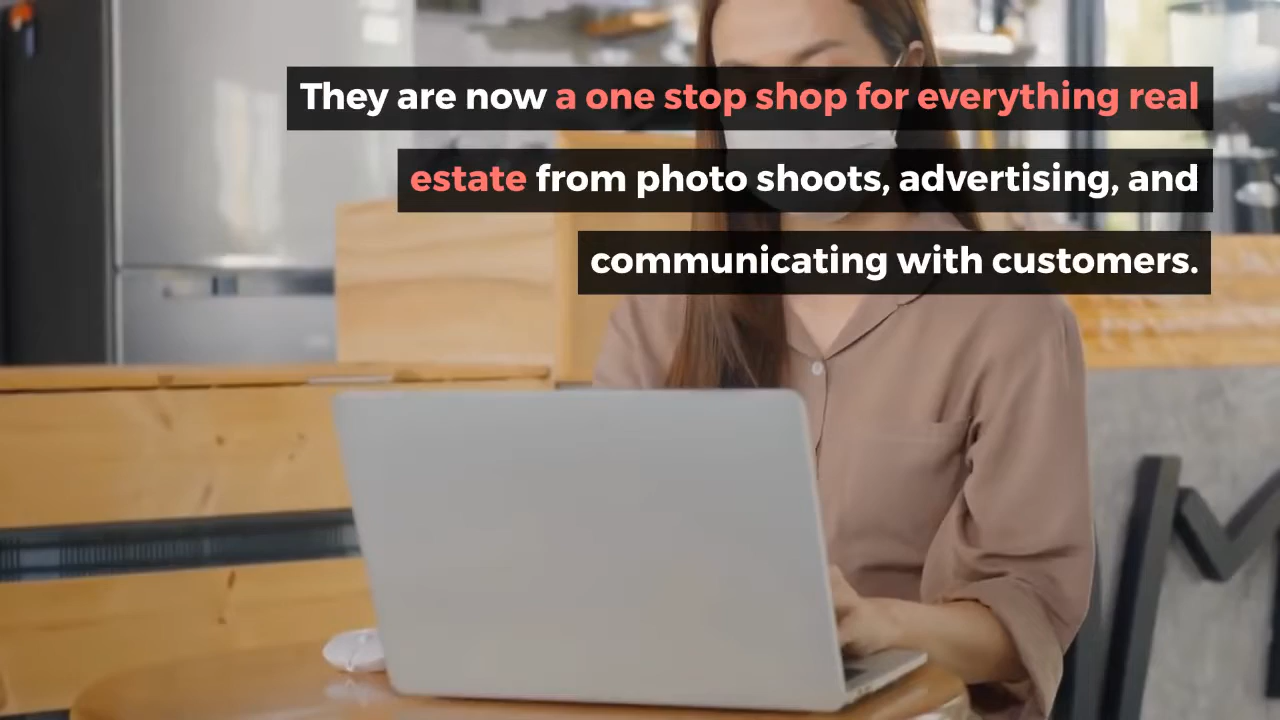 They are now a one stop shop for everything real
estate from photo shoots, advertising, and
communicating with customers.
M